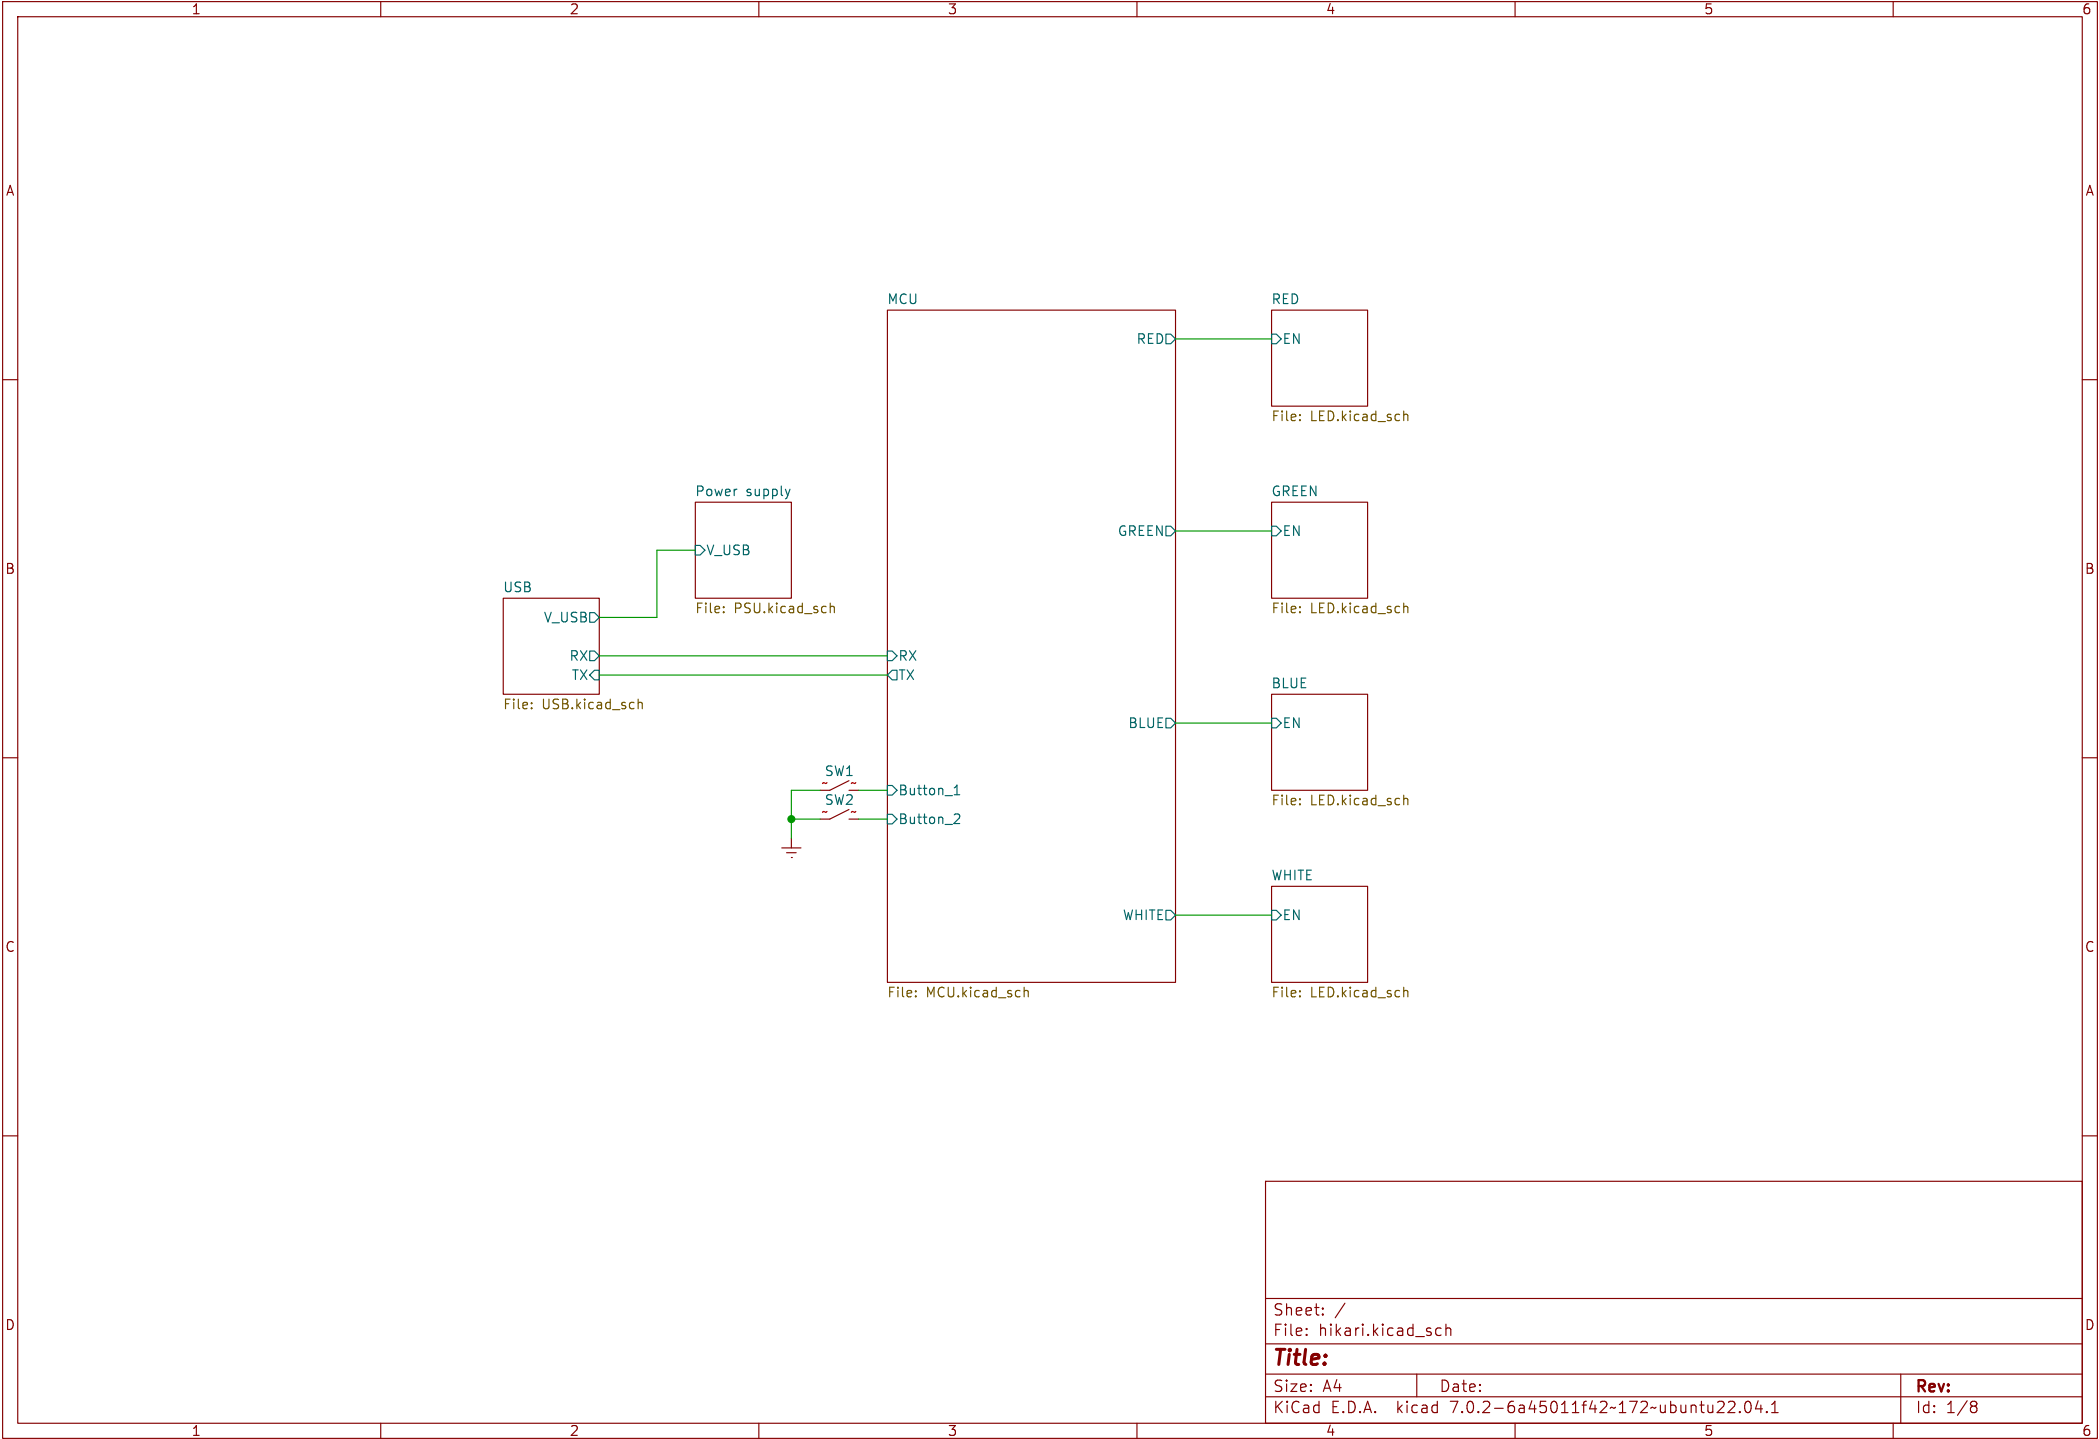 1 2 3 4 5 6
A A
B B
C C
D D
MCU
RED
RED
EN
File: LED.kicad_sch
Power supply
V_USB
File: PSU.kicad_sch
GREEN
GREEN
EN
File: LED.kicad_sch
USB
V_USB
RX
TX
File: USB.kicad_sch
RX
TX
BLUE
BLUE
EN
File: LED.kicad_sch
SW1
~ ~
Button_1
SW2
~ ~
Button_2
WHITE
WHITE
EN
File: MCU.kicad_sch
File: LED.kicad_sch
Sheet: /
File: hikari.kicad_sch
Title:
Size: A4 Date: Rev:
KiCad E.D.A. kicad 7.0.2-6a45011f42~172~ubuntu22.04.1 Id: 1/8
1 2 3 4 5 6